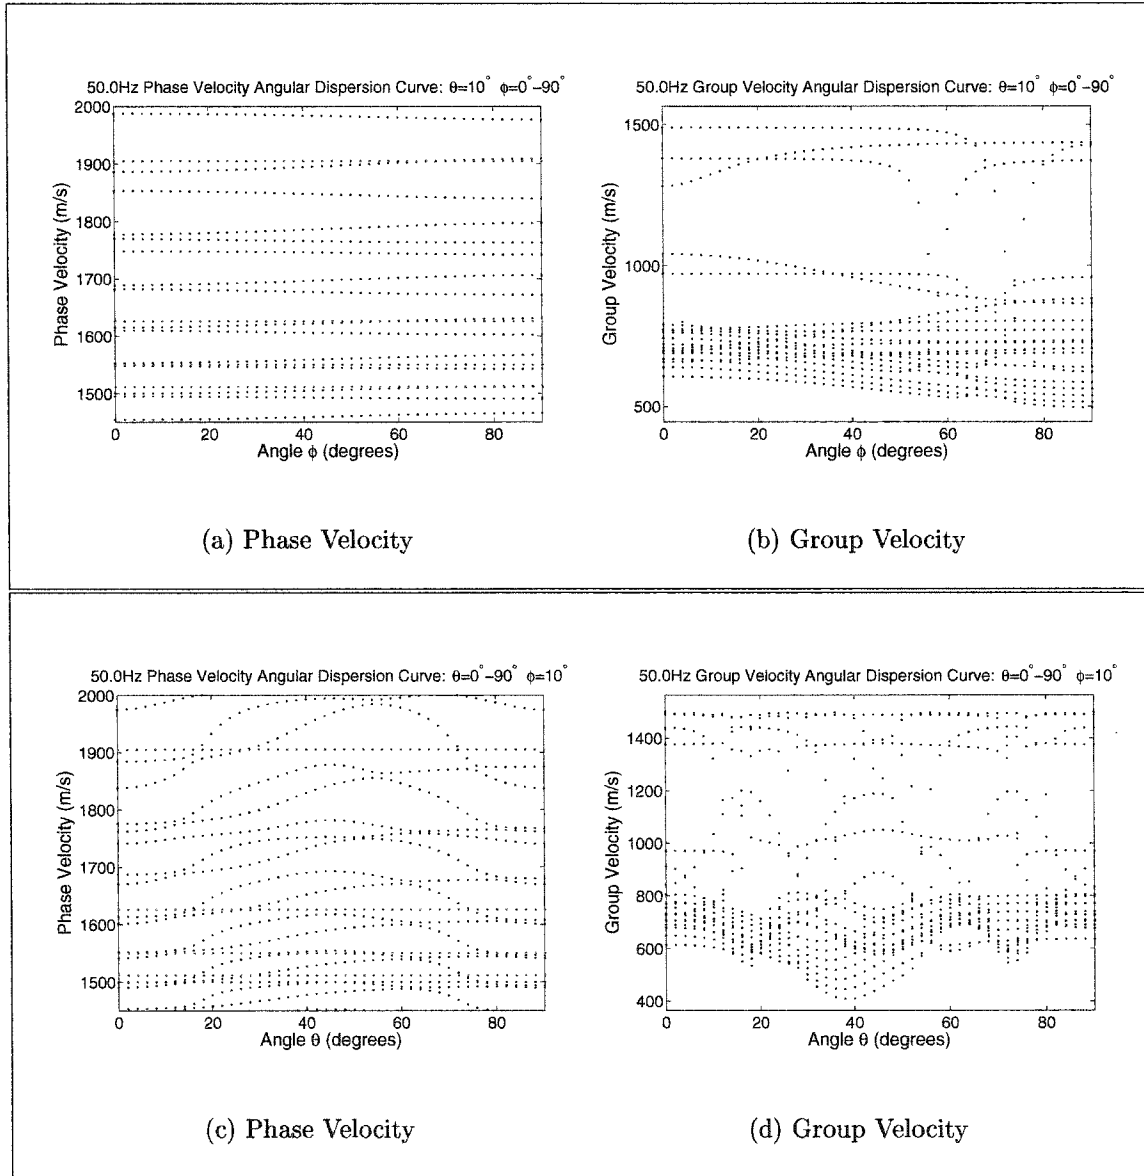 50.0Hz Phase Velocity Angular Dispersion Curve: θ=10° φ=0°–90°
2000
1900
1800
1700
1600
1500
Phase Velocity (m/s)
0 20 40 60 80
Angle φ (degrees)
(a) Phase Velocity
50.0Hz Group Velocity Angular Dispersion Curve: θ=10° φ=0°–90°
1500
1000
500
Group Velocity (m/s)
0 20 40 60 80
Angle φ (degrees)
(b) Group Velocity
50.0Hz Phase Velocity Angular Dispersion Curve: θ=0°–90° φ=10°
2000
1900
1800
1700
1600
1500
Phase Velocity (m/s)
0 20 40 60 80
Angle θ (degrees)
(c) Phase Velocity
50.0Hz Group Velocity Angular Dispersion Curve: θ=0°–90° φ=10°
1400
1200
1000
800
600
400
Group Velocity (m/s)
0 20 40 60 80
Angle θ (degrees)
(d) Group Velocity